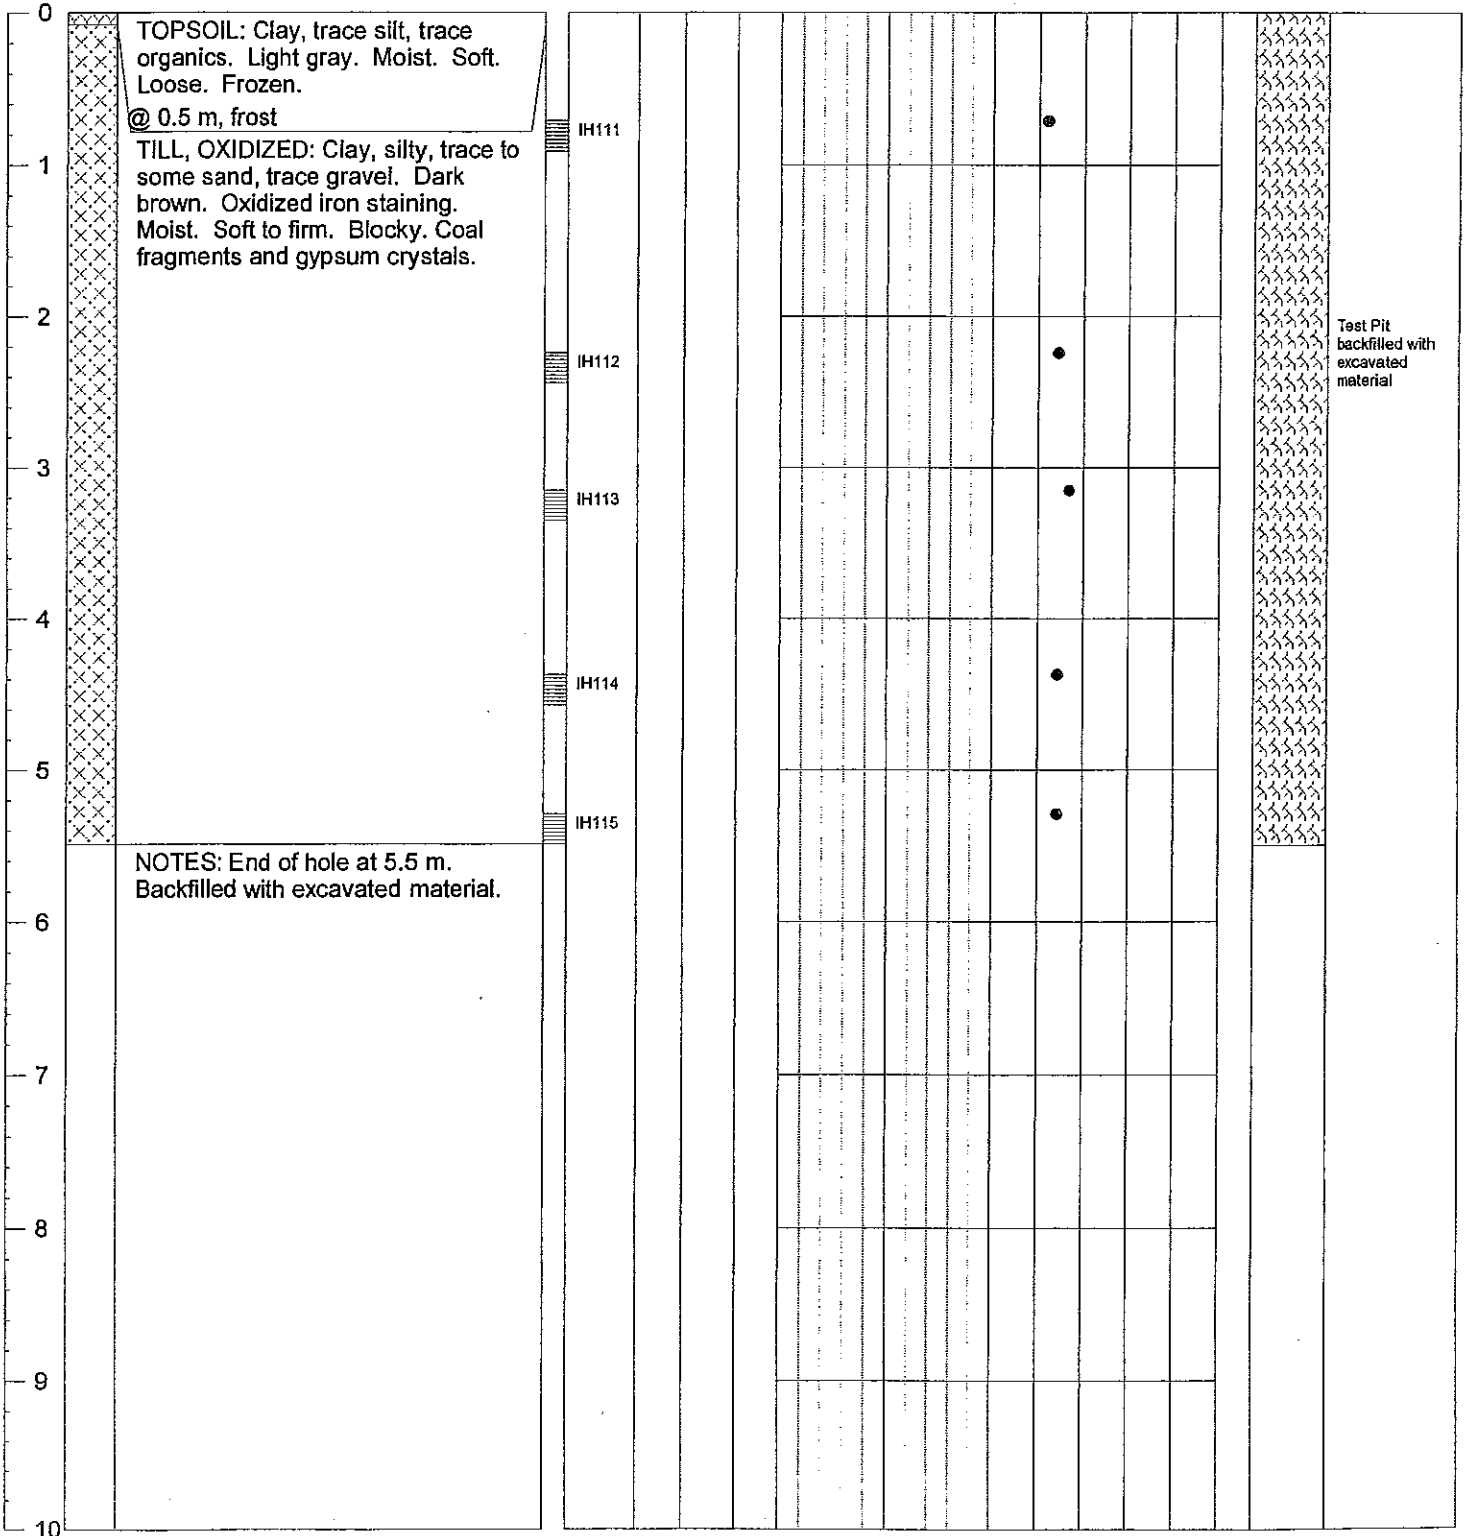 0
TOPSOIL: Clay, trace silt, trace
organics. Light gray. Moist. Soft.
Loose. Frozen.
@ 0.5 m, frost
IH111
TILL, OXIDIZED: Clay, silty, trace to
some sand, trace gravel. Dark
brown. Oxidized iron staining.
Moist. Soft to firm. Blocky. Coal
fragments and gypsum crystals.
1
2
Test Pit
backfilled with
excavated
material
IH112
3
IH113
4
IH114
5
IH115
NOTES: End of hole at 5.5 m.
Backfilled with excavated material.
6
7
8
9
10